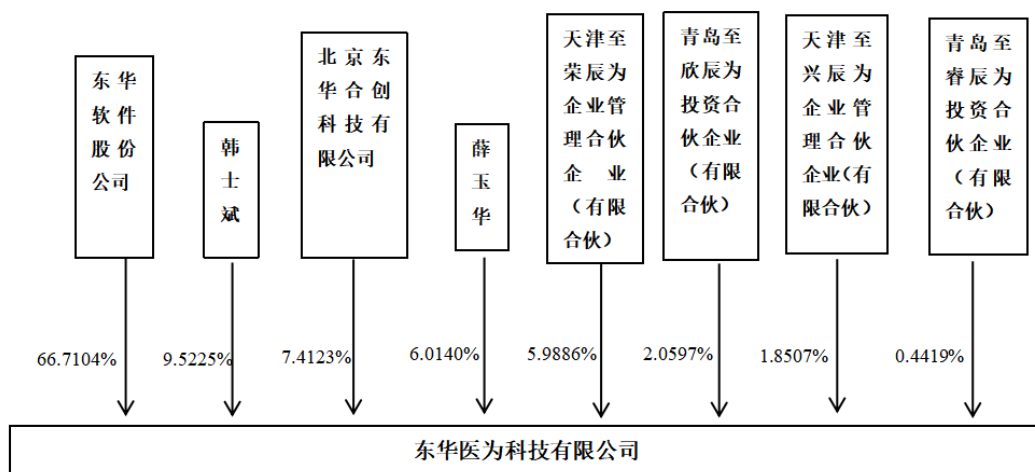 东华
软件
股份
公司
韩
士
斌
北京东
华合创
科技有
限公司
薛
玉
华
天津至
荣辰为
企业管
理合伙
企业
（有限
合伙）
青岛至
欣辰为
投资合
伙企业
（有限
合伙）
天津至
兴辰为
企业管
理合伙
企业（有
限合伙）
青岛至
睿辰为
投资合
伙企业
（有限
合伙）
66.7104%
9.5225%
7.4123%
6.0140%
5.9886%
2.0597%
1.8507%
0.4419%
东华医为科技有限公司